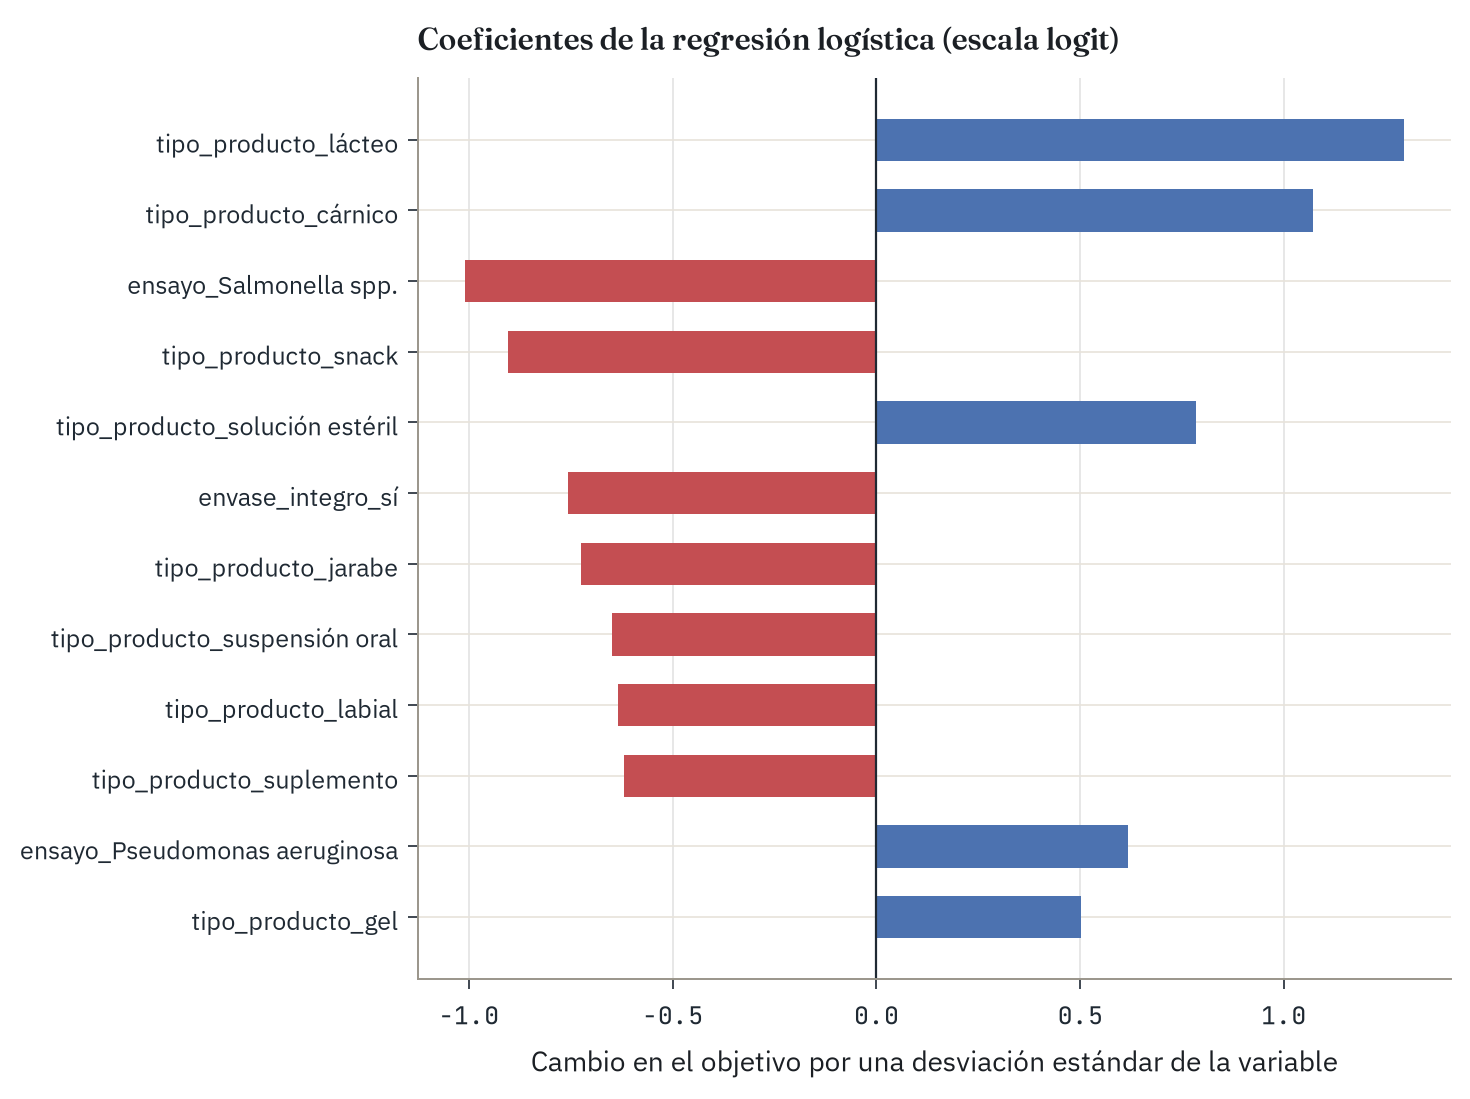 Coeficientes de la regresión logística (escala logit)
tipo_producto_lácteo
tipo_producto_cárnico
ensayo_Salmonella spp.
tipo_producto_snack
tipo_producto_solución estéril
envase_integro_sí
tipo_producto_jarabe
tipo_producto_suspensión oral
tipo_producto_labial
tipo_producto_suplemento
ensayo_Pseudomonas aeruginosa
tipo_producto_gel
-1.0 -0.5 0.0 0.5 1.0
Cambio en el objetivo por una desviación estándar de la variable